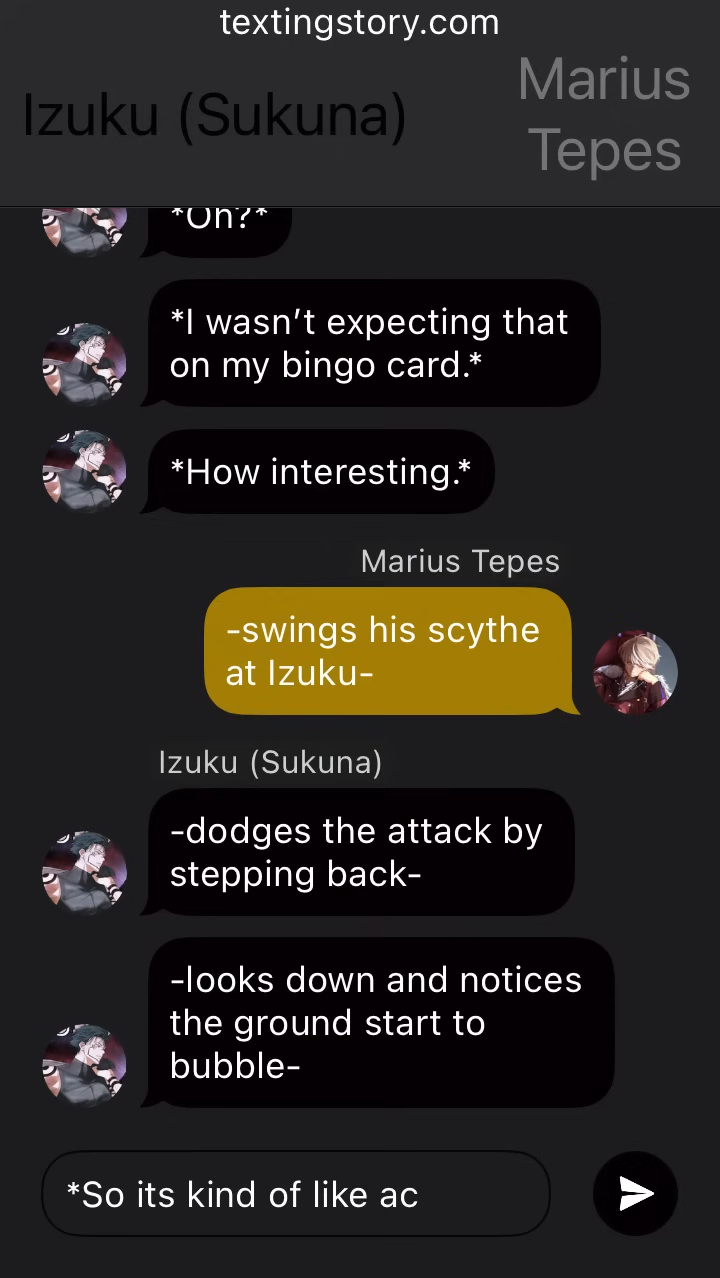 textingstory.com
Izuku (Sukuna)
Marius
Tepes
*Oh?*
*I wasn’t expecting that
on my bingo card.*
*How interesting.*
Marius Tepes
-swings his scythe
at Izuku-
Izuku (Sukuna)
-dodges the attack by
stepping back-
-looks down and notices
the ground start to
bubble-
*So its kind of like ac